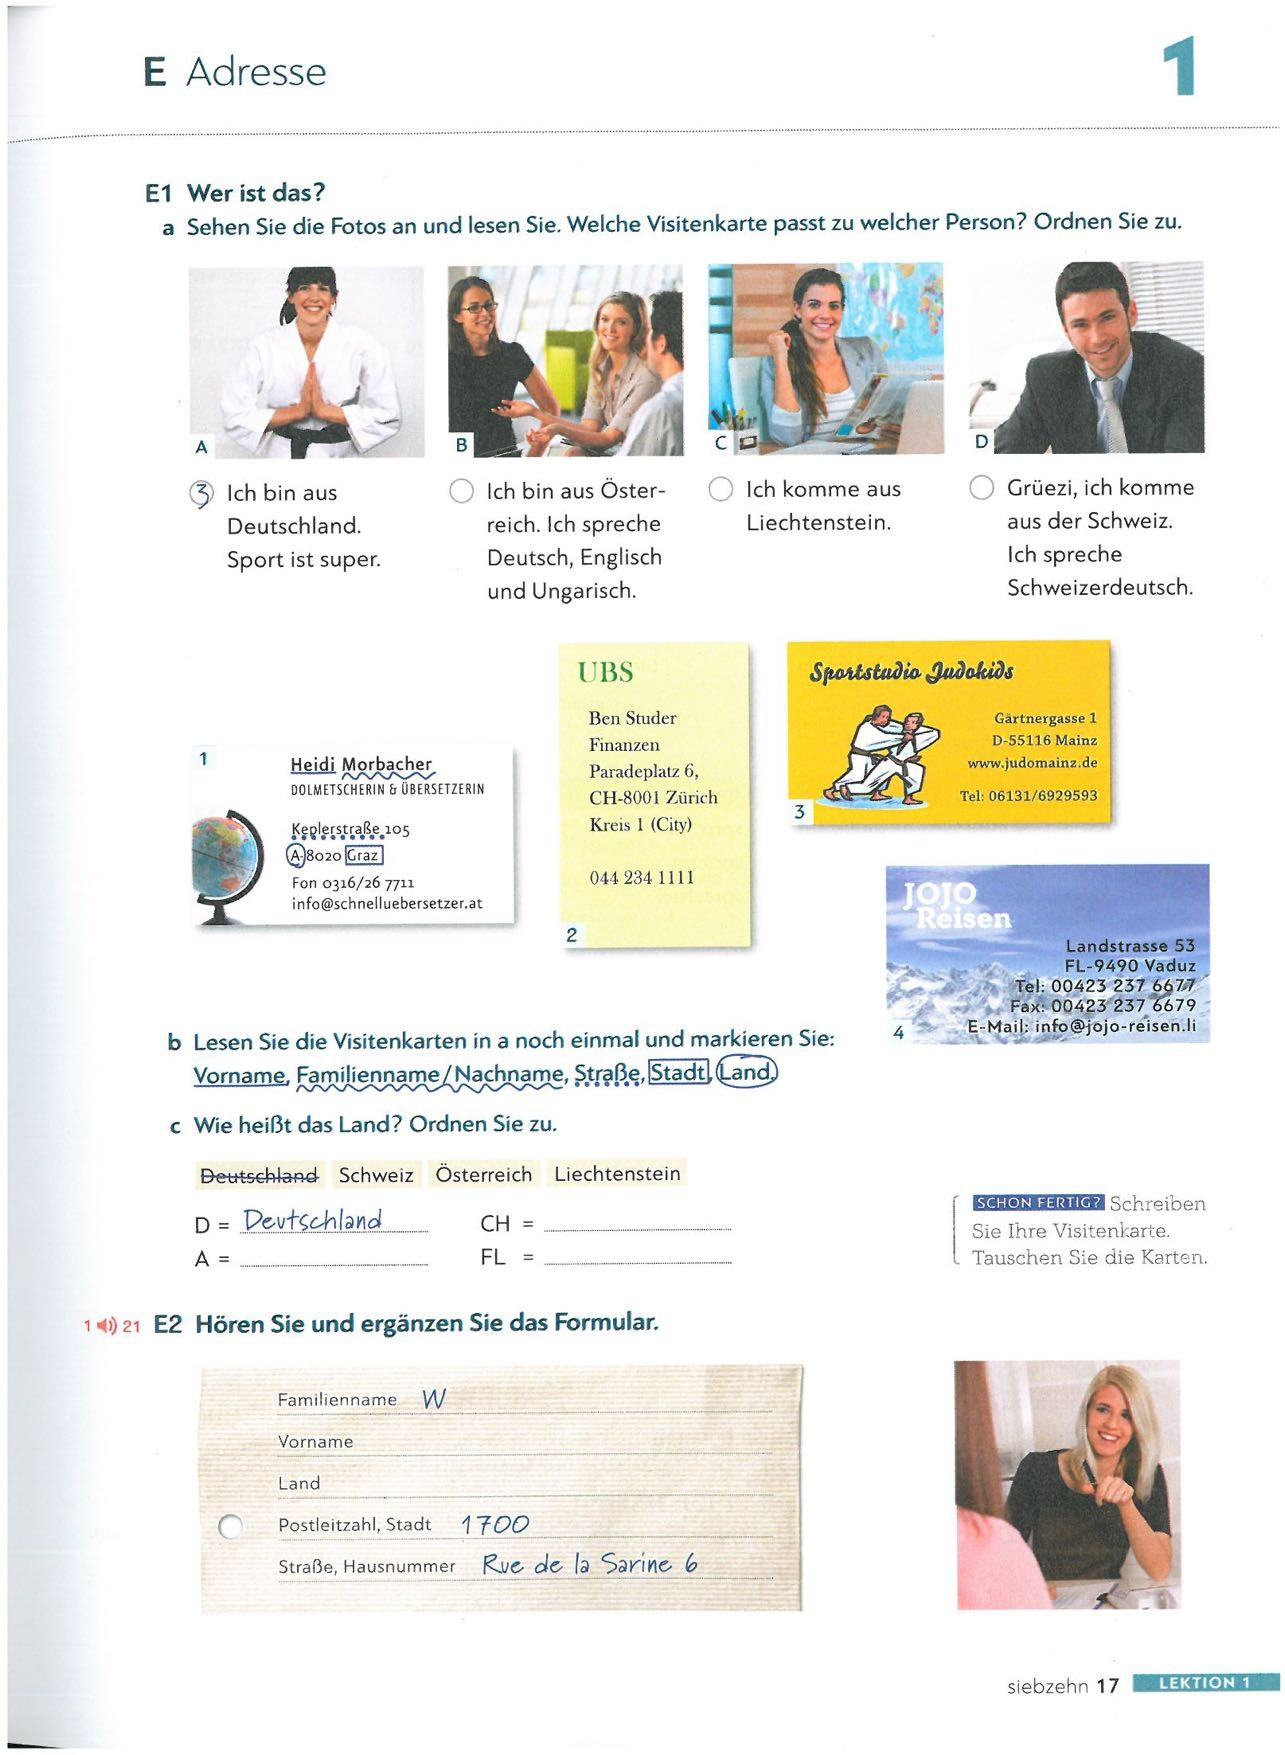 E Adresse
1
E1 Wer ist das?
a Sehen Sie die Fotos an und lesen Sie. Welche Visitenkarte passt zu welcher Person? Ordnen Sie zu.
A
B
C
D
3 Ich bin aus
Deutschland.
Sport ist super.
Ich bin aus Öster-
reich. Ich spreche
Deutsch, Englisch
und Ungarisch.
Ich komme aus
Liechtenstein.
Grüezi, ich komme
aus der Schweiz.
Ich spreche
Schweizerdeutsch.
1
Heidi Morbacher
DOLMETSCHERIN & ÜBERSETZERIN
Keplerstraße 105
A-8020 Graz
Fon 0316/26 7711
info@schnelluebersetzer.at
UBS
Ben Studer
Finanzen
Paradeplatz 6,
CH-8001 Zürich
Kreis 1 (City)
044 234 1111
2
Sportstudio Judokids
Gärtnergasse 1
D-55116 Mainz
www.judomainz.de
Tel: 06131/6929593
3
JOJO
Reisen
Landstrasse 53
FL-9490 Vaduz
Tel: 00423 237 6677
Fax: 00423 237 6679
E-Mail: info@jojo-reisen.li
4
b Lesen Sie die Visitenkarten in a noch einmal und markieren Sie:
Vorname, Familienname/Nachname, Straße, Stadt, Land.
c Wie heißt das Land? Ordnen Sie zu.
Deutschland Schweiz Österreich Liechtenstein
D = Deutschland CH =
A = FL =
SCHON FERTIG? Schreiben
Sie Ihre Visitenkarte.
Tauschen Sie die Karten.
1 21 E2 Hören Sie und ergänzen Sie das Formular.
Familienname W
Vorname
Land
Postleitzahl, Stadt 1700
Straße, Hausnummer Rue de la Sarine 6
siebzehn 17 LEKTION 1